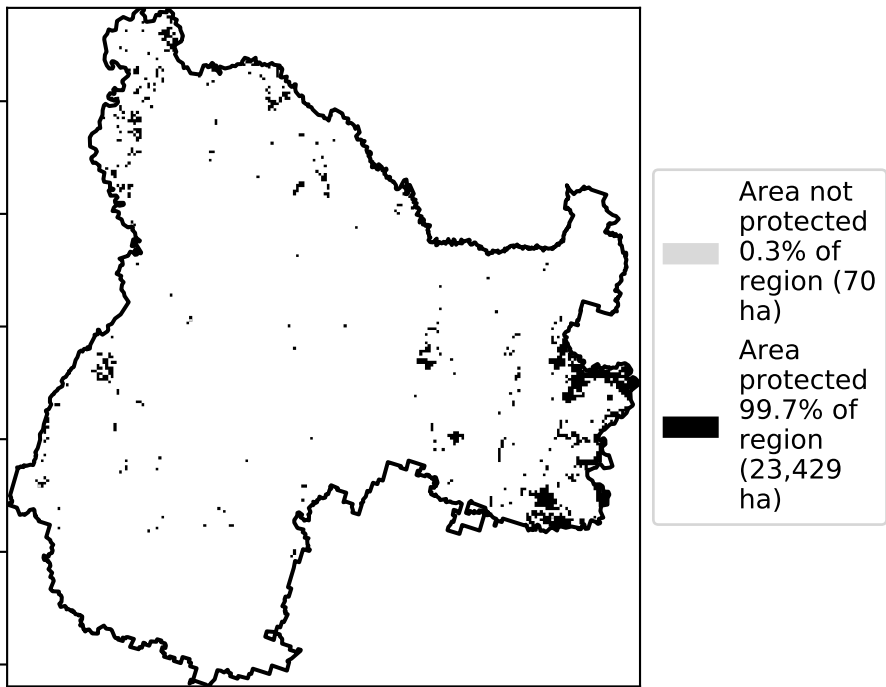 Area not
protected
0.3% of
region (70
ha)
Area
protected
99.7% of
region
(23,429
ha)